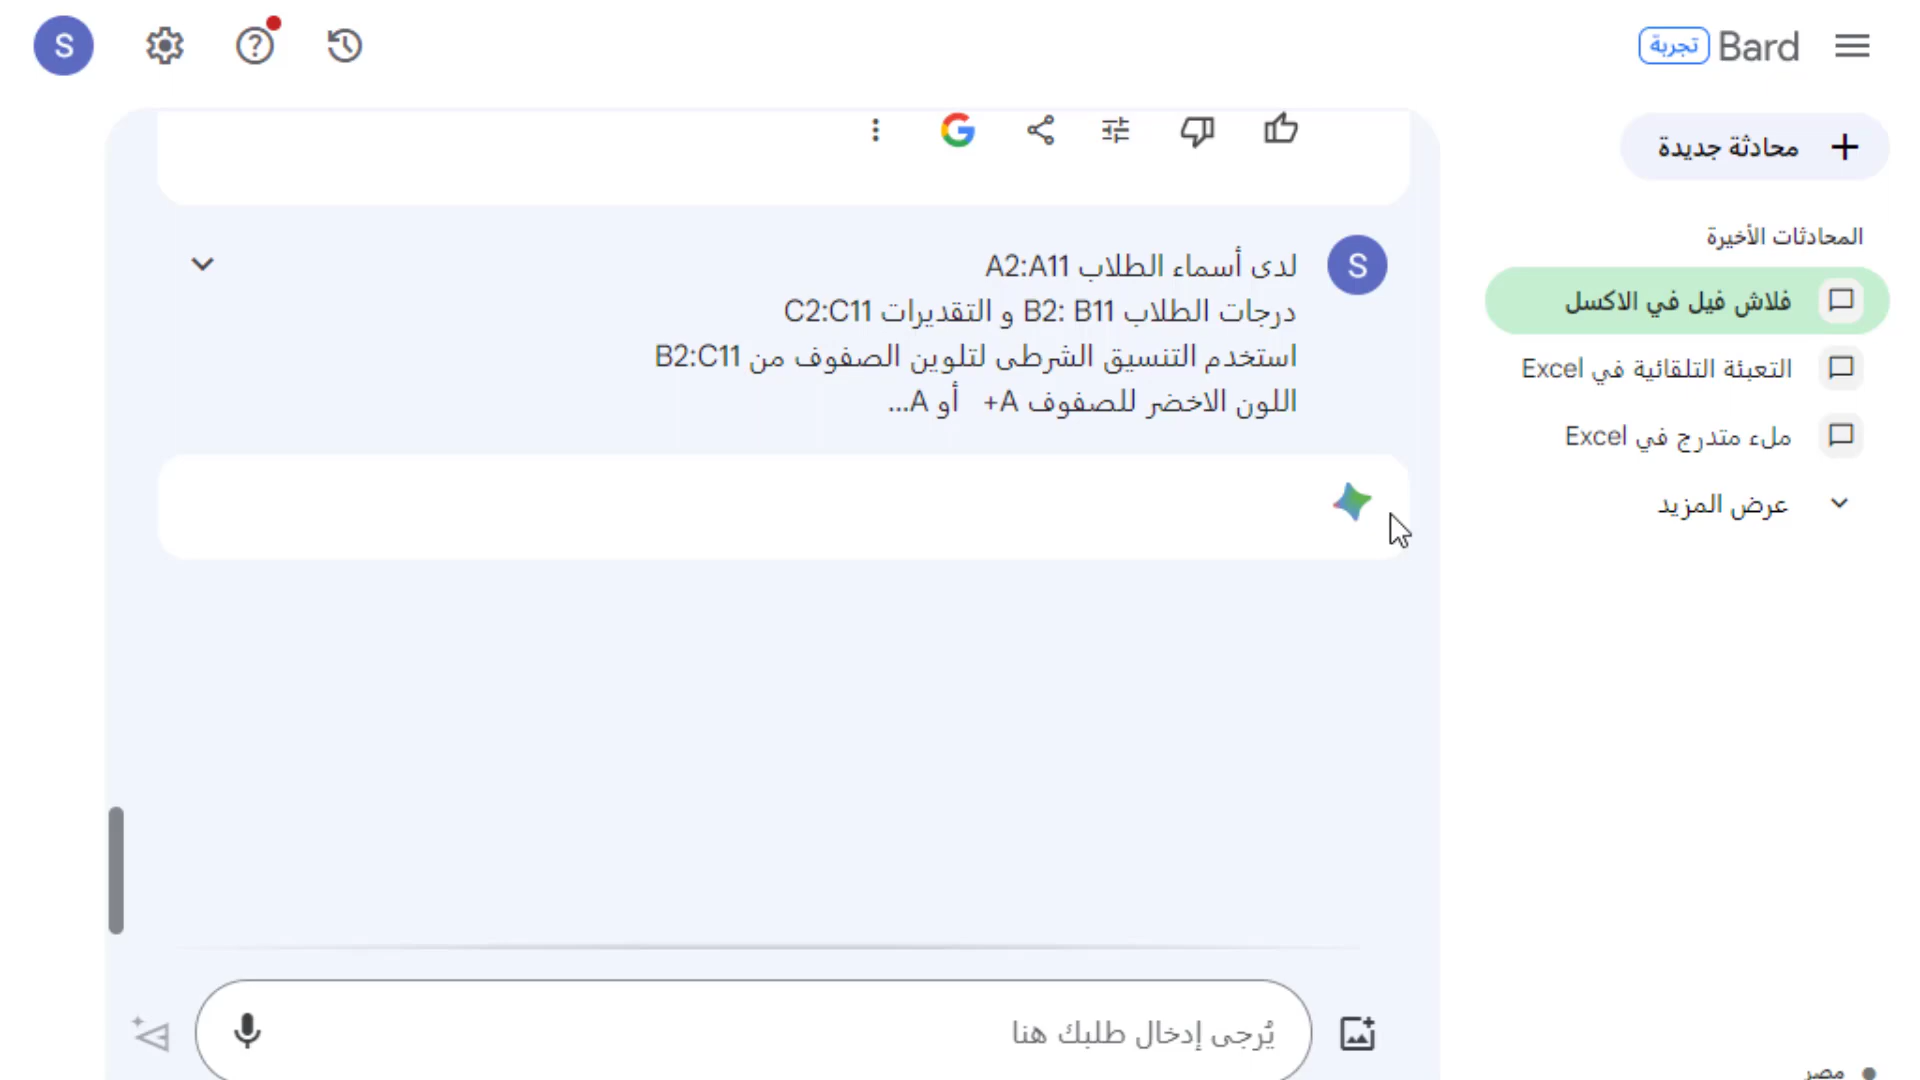 Bard تجربة
S
محادثة جديدة
المحادثات الأخيرة
فلاش فيل في الاكسل
التعبئة التلقائية في Excel
ملء متدرج في Excel
عرض المزيد
مصر
S
لدى أسماء الطلاب A2:A11
درجات الطلاب B2: B11 و التقديرات C2:C11
استخدم التنسيق الشرطى لتلوين الصفوف من B2:C11
اللون الاخضر للصفوف A+ أو A...
يُرجى إدخال طلبك هنا